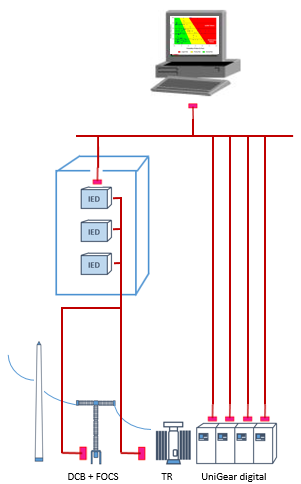 IED
IED
IED
DCB + FOCS
TR
UniGear digital